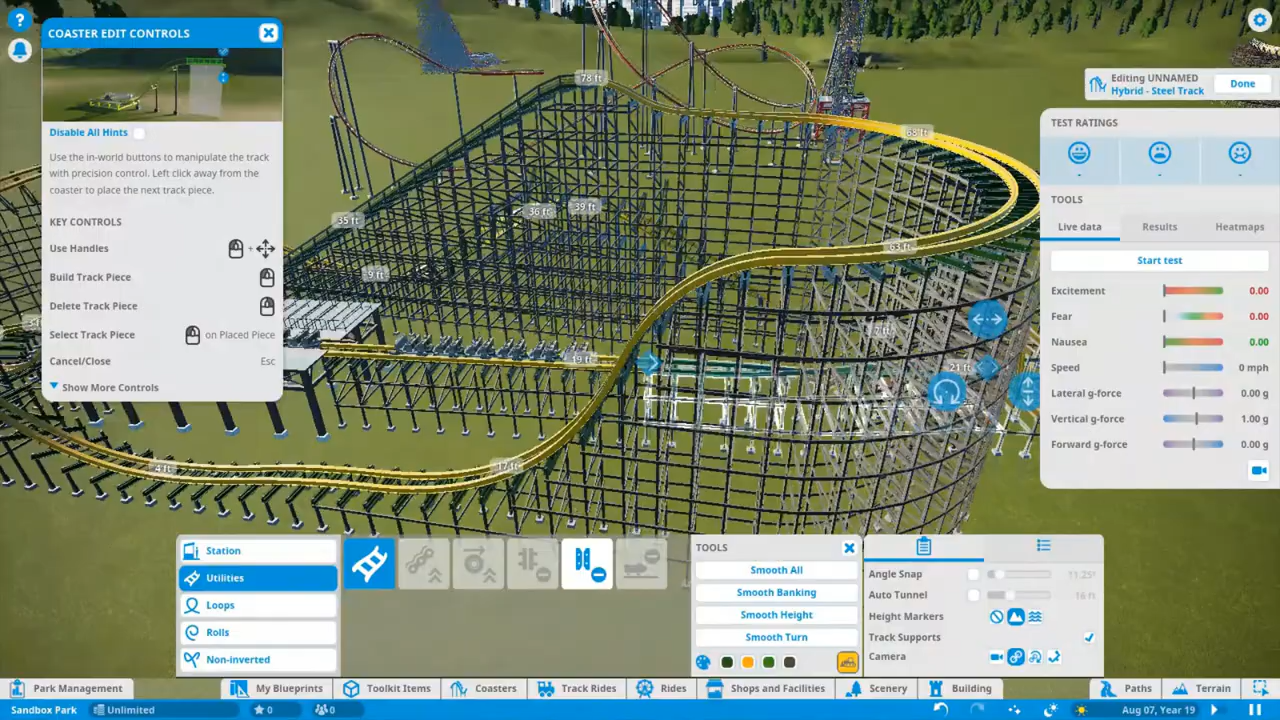 ?
COASTER EDIT CONTROLS
Disable All Hints
Use the in-world buttons to manipulate the track
with precision control. Left click away from the
coaster to place the next track piece.
KEY CONTROLS
Use Handles +
Build Track Piece
Delete Track Piece
Select Track Piece on Placed Piece
Cancel/Close Esc
Show More Controls
78 ft
68 ft
35 ft
36 ft
39 ft
63 ft
9 ft
19 ft
21 ft
4 ft
17 ft
Editing UNNAMED
Hybrid - Steel Track
Done
TEST RATINGS
- - -
TOOLS
Live data Results Heatmaps
Start test
Excitement 0.00
Fear 0.00
Nausea 0.00
Speed 0 mph
Lateral g-force 0.00 g
Vertical g-force 1.00 g
Forward g-force 0.00 g
Station
Utilities
Loops
Rolls
Non-inverted
TOOLS
Smooth All
Smooth Banking
Smooth Height
Smooth Turn
Angle Snap 11.25°
Auto Tunnel 16 ft
Height Markers
Track Supports
Camera
Park Management My Blueprints Toolkit Items Coasters Track Rides Rides Shops and Facilities Scenery Building Paths Terrain
Sandbox Park Unlimited 0 0 Aug 07, Year 19